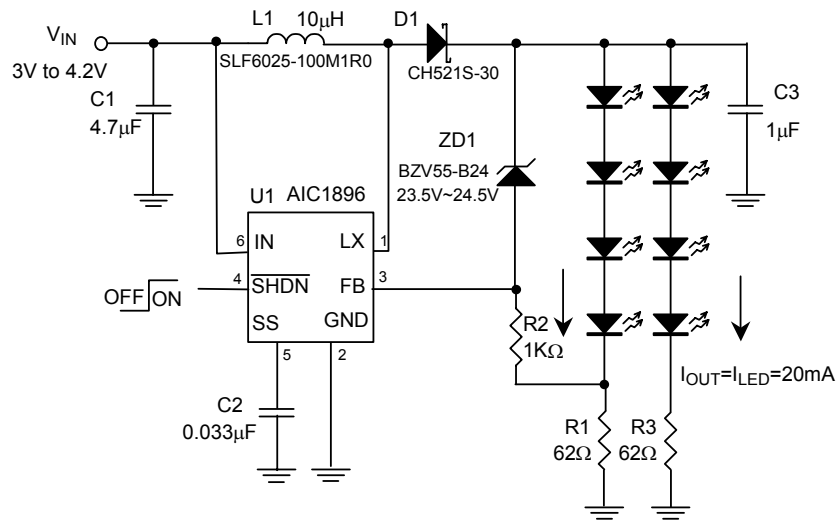 L1
10µH
D1
V_IN
3V to 4.2V
SLF6025-100M1R0
CH521S-30
C1
4.7µF
C3
1µF
ZD1
BZV55-B24
23.5V~24.5V
U1 AIC1896
6
IN
LX
1
4
SHDN
FB
3
OFF
ON
SS
GND
5
2
R2
1KΩ
I_OUT=I_LED=20mA
C2
0.033µF
R1
62Ω
R3
62Ω